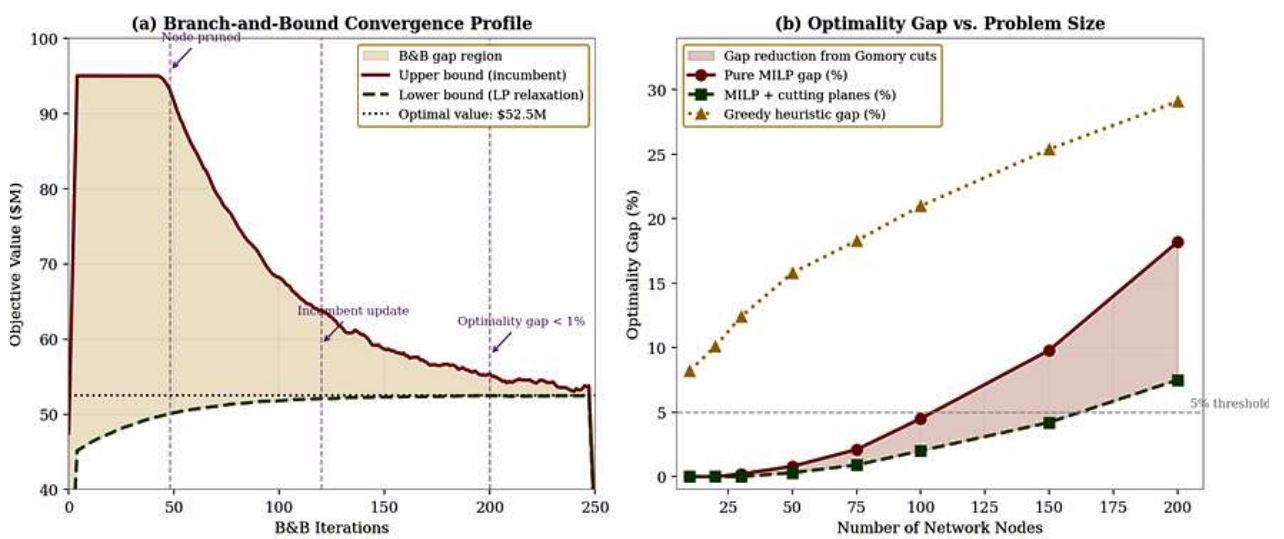 (a) Branch-and-Bound Convergence Profile
Node pruned
B&B gap region
Upper bound (incumbent)
Lower bound (LP relaxation)
Optimal value: $52.5M
Incumbent update
Optimality gap < 1%
Objective Value ($M)
100
90
80
70
60
50
40
0
50
100
150
200
250
B&B Iterations
(b) Optimality Gap vs. Problem Size
Gap reduction from Gomory cuts
Pure MILP gap (%)
MILP + cutting planes (%)
Greedy heuristic gap (%)
5% threshold
Optimality Gap (%)
30
25
20
15
10
5
0
25
50
75
100
125
150
175
200
Number of Network Nodes